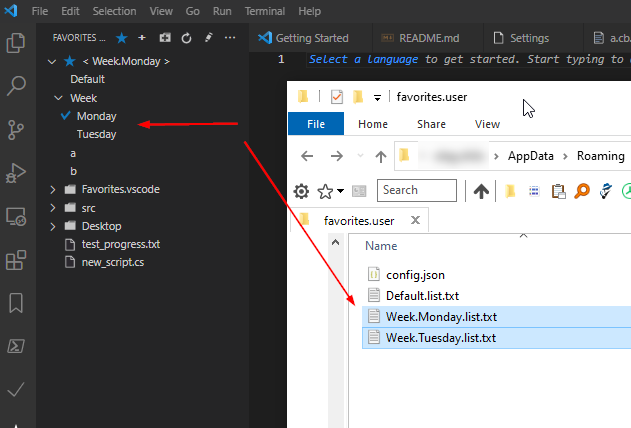 File Edit Selection View Go Run Terminal Help
FAVORITES ...
Getting Started
README.md
Settings
a.cb.
< Week.Monday >
Default
Week
Monday
Tuesday
a
b
Favorites.vscode
src
Desktop
test_progress.txt
new_script.cs
1 Select a language to get started. Start typing to
favorites.user
File Home Share View
AppData > Roaming
Search
favorites.user
Name
config.json
Default.list.txt
Week.Monday.list.txt
Week.Tuesday.list.txt